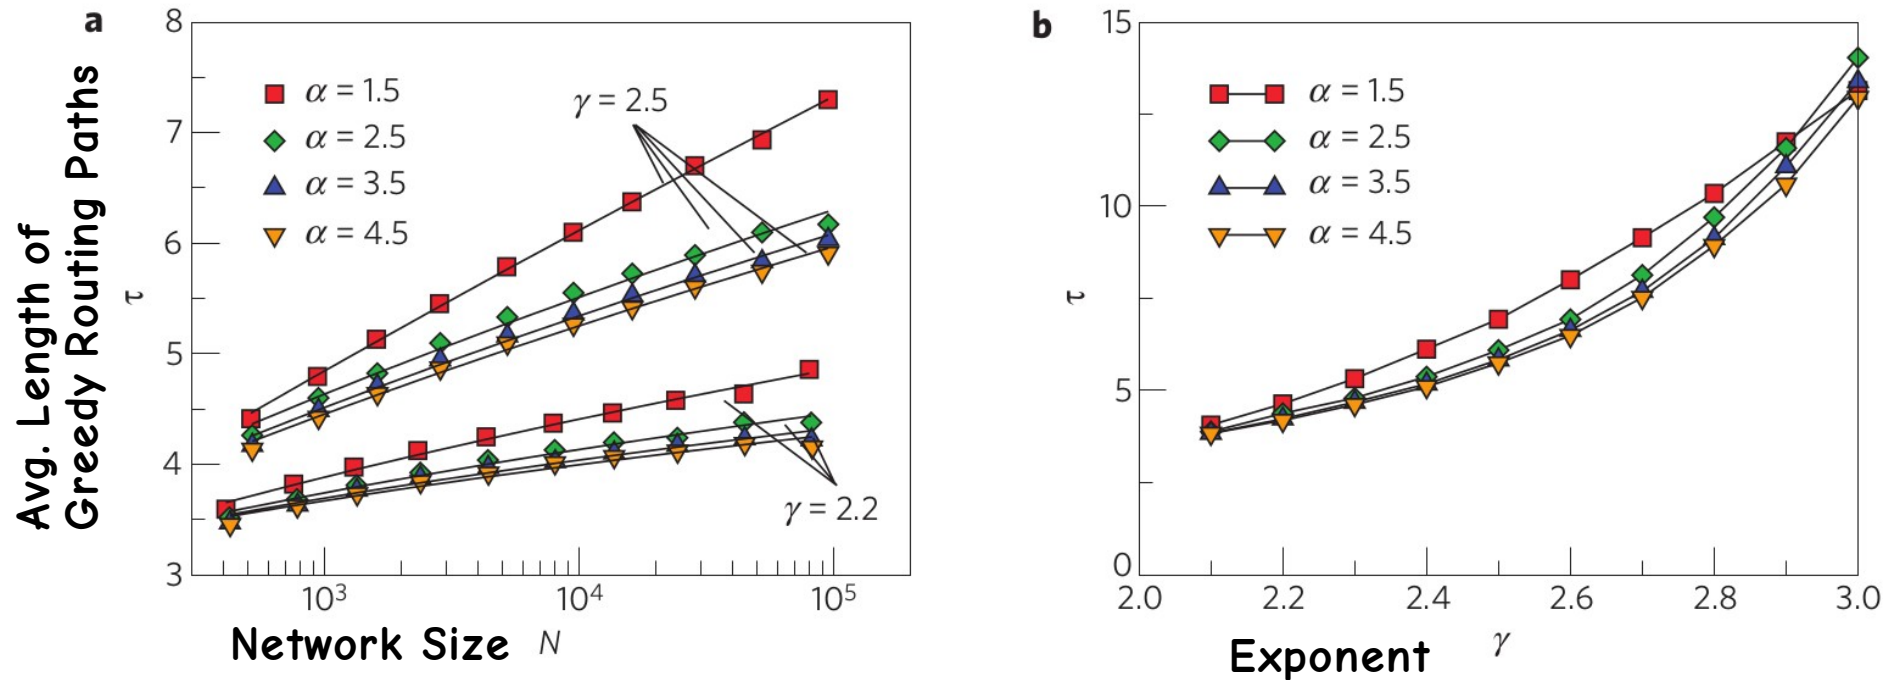 a
Avg. Length of
Greedy Routing Paths
τ
8
7
6
5
4
3
α = 1.5
α = 2.5
α = 3.5
α = 4.5
γ = 2.5
γ = 2.2
10³ 10⁴ 10⁵
Network Size N
b
τ
15
10
5
0
α = 1.5
α = 2.5
α = 3.5
α = 4.5
2.0 2.2 2.4 2.6 2.8 3.0
Exponent γ